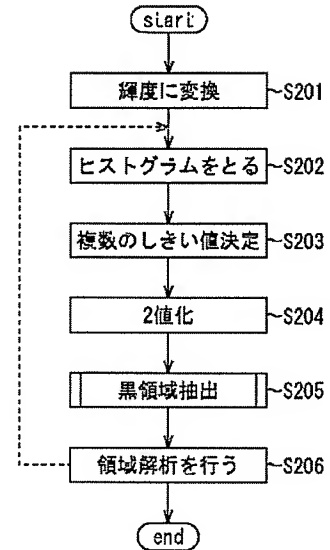 start
輝度に変換 ~S201
ヒストグラムをとる ~S202
複数のしきい値決定 ~S203
2値化 ~S204
黒領域抽出 ~S205
領域解析を行う ~S206
end